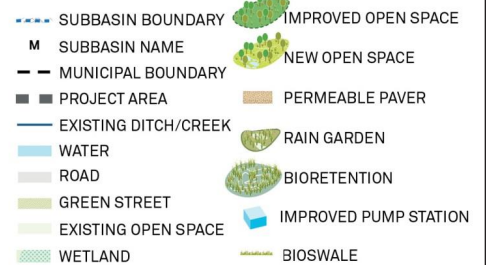 SUBBASIN BOUNDARY
M SUBBASIN NAME
MUNICIPAL BOUNDARY
PROJECT AREA
EXISTING DITCH/CREEK
WATER
ROAD
GREEN STREET
EXISTING OPEN SPACE
WETLAND
IMPROVED OPEN SPACE
NEW OPEN SPACE
PERMEABLE PAVER
RAIN GARDEN
BIORETENTION
IMPROVED PUMP STATION
BIOSWALE